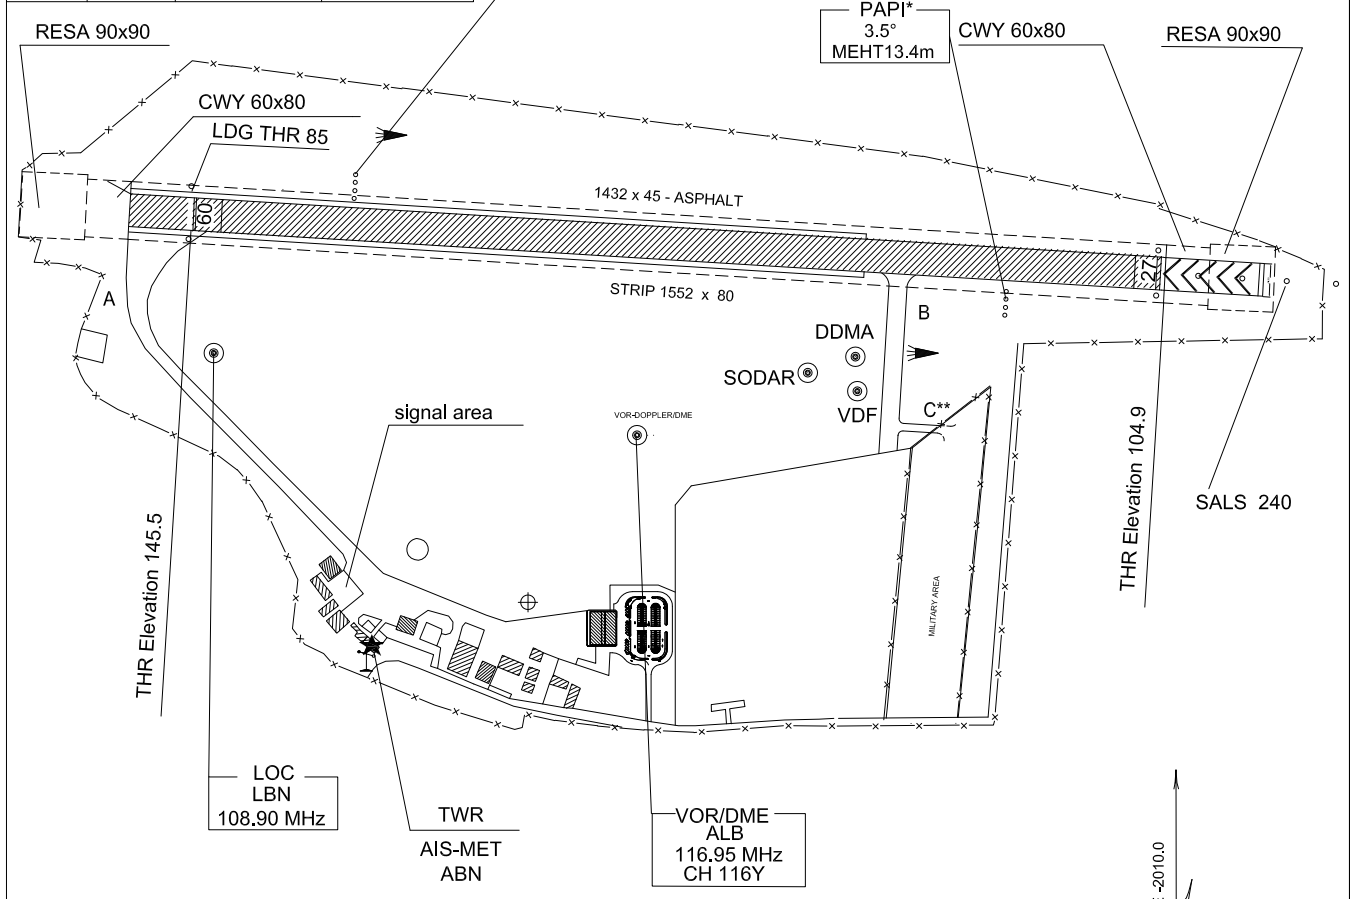 PAPI*
3.5°
MEHT13.4m
RESA 90x90
CWY 60x80
RESA 90x90
CWY 60x80
LDG THR 85
1432 x 45 - ASPHALT
09
27
STRIP 1552 x 80
A
B
DDMA
SODAR
VDF
C**
signal area
VOR-DOPPLER/DME
THR Elevation 145.5
THR Elevation 104.9
SALS 240
MILITARY AREA
LOC
LBN
108.90 MHz
TWR
AIS-MET
ABN
VOR/DME
ALB
116.95 MHz
CH 116Y
-2010.0